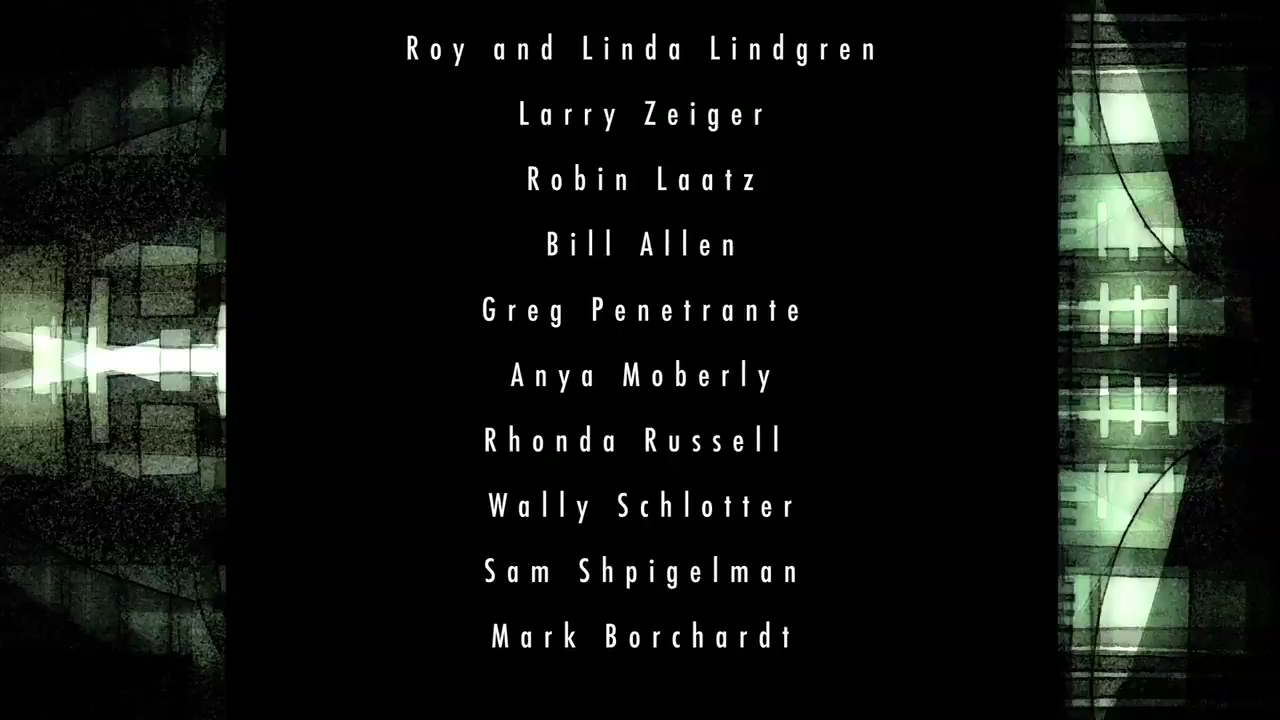 Roy and Linda Lindgren
Larry Zeiger
Robin Laatz
Bill Allen
Greg Penetrante
Anya Moberly
Rhonda Russell
Wally Schlotter
Sam Shpigelman
Mark Borchardt